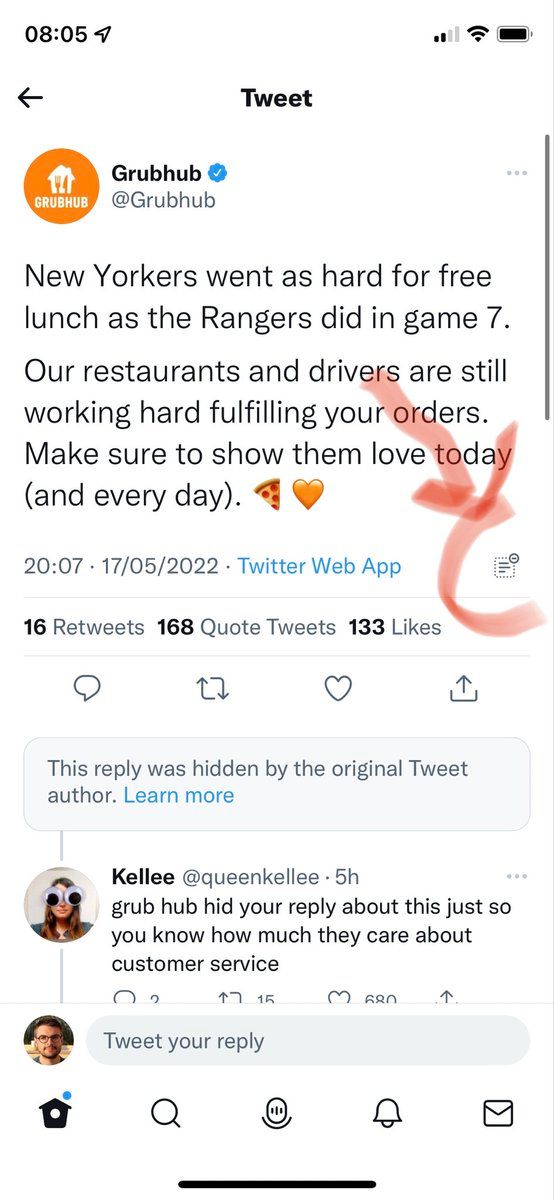 08:05
Tweet
GRUBHUB
Grubhub
@Grubhub
New Yorkers went as hard for free
lunch as the Rangers did in game 7.
Our restaurants and drivers are still
working hard fulfilling your orders.
Make sure to show them love today
(and every day). 🍕 🧡
20:07 · 17/05/2022 · Twitter Web App
16 Retweets 168 Quote Tweets 133 Likes
This reply was hidden by the original Tweet
author. Learn more
Kellee @queenkellee · 5h
grub hub hid your reply about this just so
you know how much they care about
customer service
2 15 680
Tweet your reply